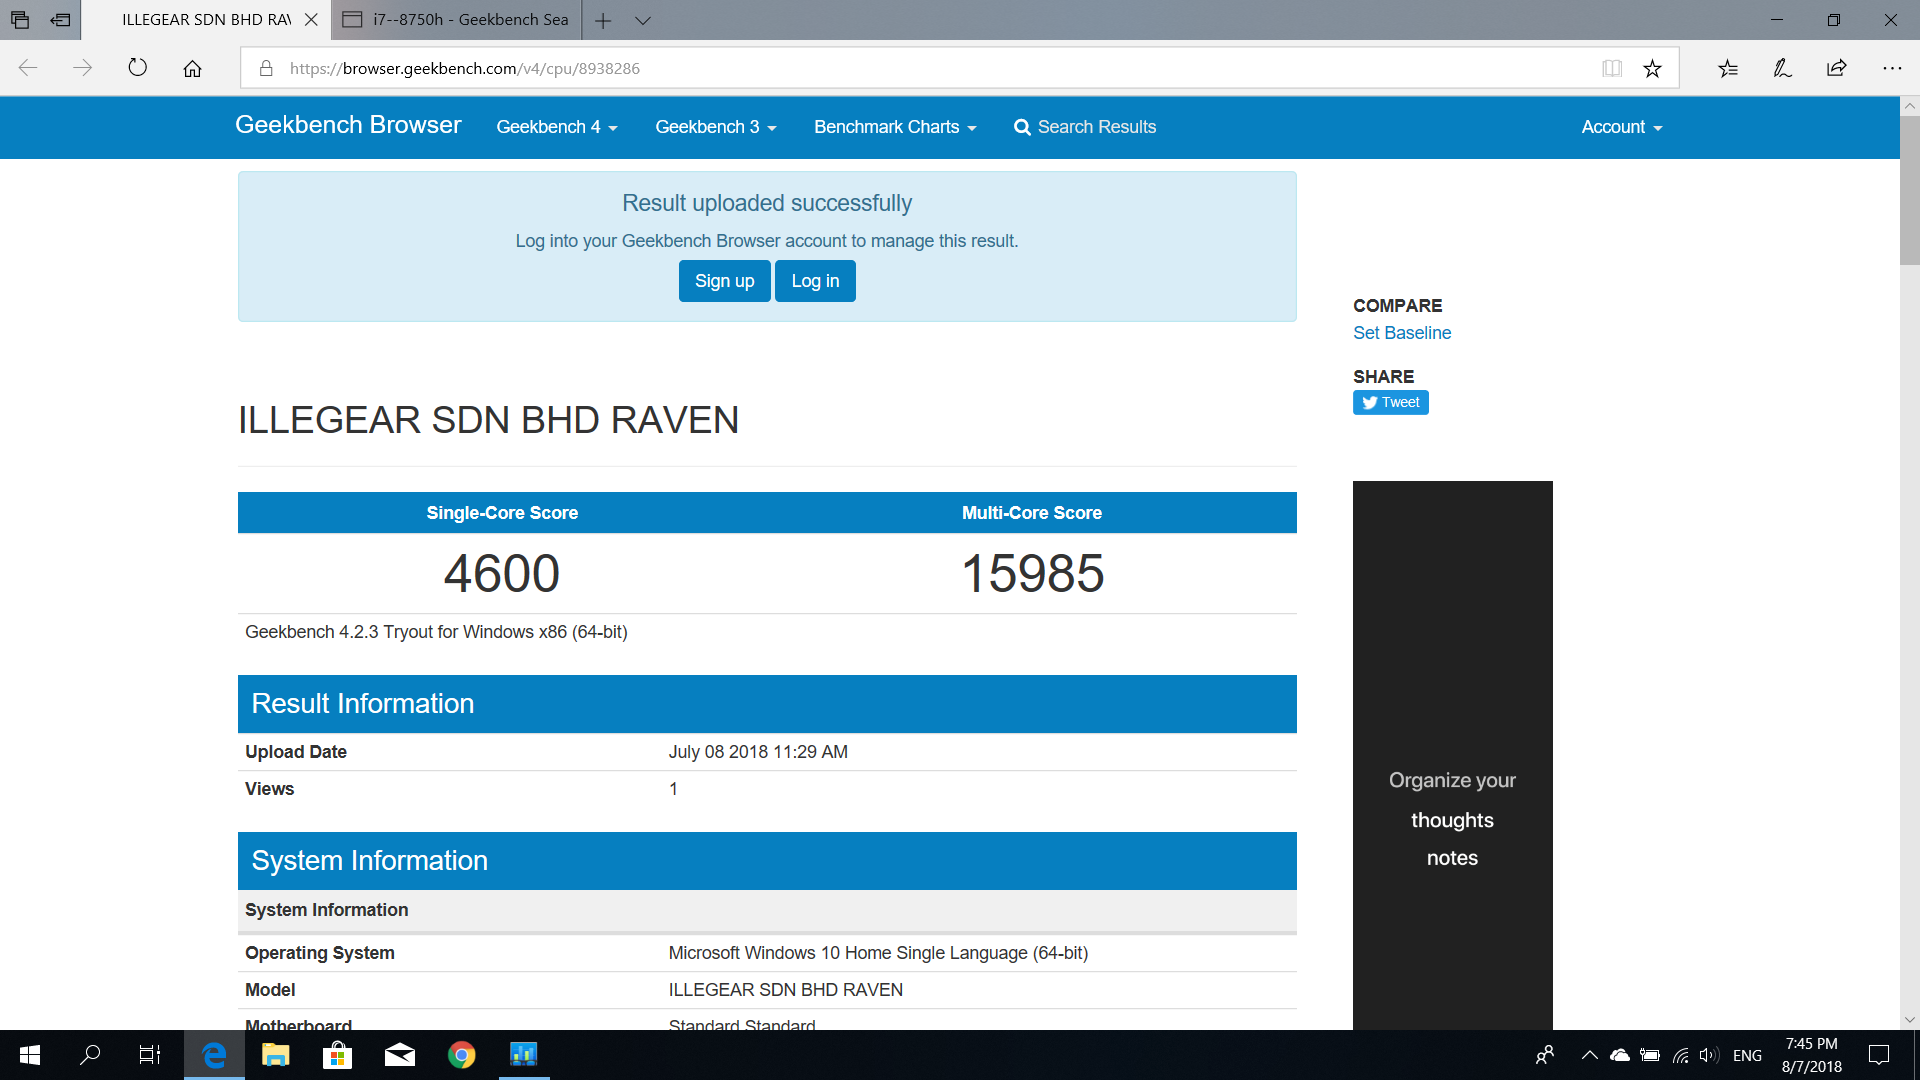 ILLEGEAR SDN BHD RAV
i7--8750h - Geekbench Sea
https://browser.geekbench.com/v4/cpu/8938286
Geekbench Browser
Geekbench 4
Geekbench 3
Benchmark Charts
Search Results
Account
Result uploaded successfully
Log into your Geekbench Browser account to manage this result.
Sign up
Log in
COMPARE
Set Baseline
SHARE
Tweet
ILLEGEAR SDN BHD RAVEN
Single-Core Score
Multi-Core Score
4600
15985
Geekbench 4.2.3 Tryout for Windows x86 (64-bit)
Result Information
Upload Date
July 08 2018 11:29 AM
Views
1
System Information
System Information
Operating System
Microsoft Windows 10 Home Single Language (64-bit)
Model
ILLEGEAR SDN BHD RAVEN
Motherboard
Standard Standard
Organize your
thoughts
notes
ENG
7:45 PM
8/7/2018